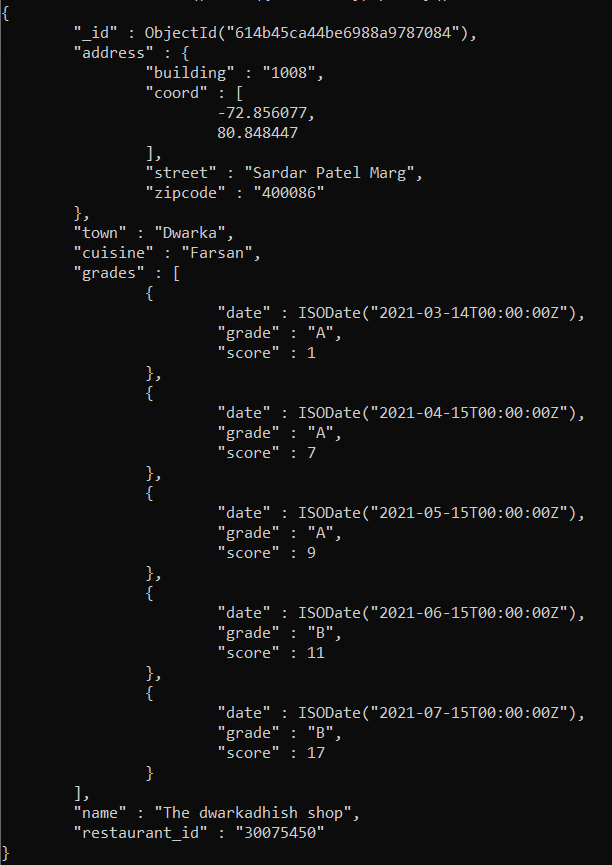 {
"_id" : ObjectId("614b45ca44be6988a9787084"),
"address" : {
"building" : "1008",
"coord" : [
-72.856077,
80.848447
],
"street" : "Sardar Patel Marg",
"zipcode" : "400086"
},
"town" : "Dwarka",
"cuisine" : "Farsan",
"grades" : [
{
"date" : ISODate("2021-03-14T00:00:00Z"),
"grade" : "A",
"score" : 1
},
{
"date" : ISODate("2021-04-15T00:00:00Z"),
"grade" : "A",
"score" : 7
},
{
"date" : ISODate("2021-05-15T00:00:00Z"),
"grade" : "A",
"score" : 9
},
{
"date" : ISODate("2021-06-15T00:00:00Z"),
"grade" : "B",
"score" : 11
},
{
"date" : ISODate("2021-07-15T00:00:00Z"),
"grade" : "B",
"score" : 17
}
],
"name" : "The dwarkadhish shop",
"restaurant_id" : "30075450"
}